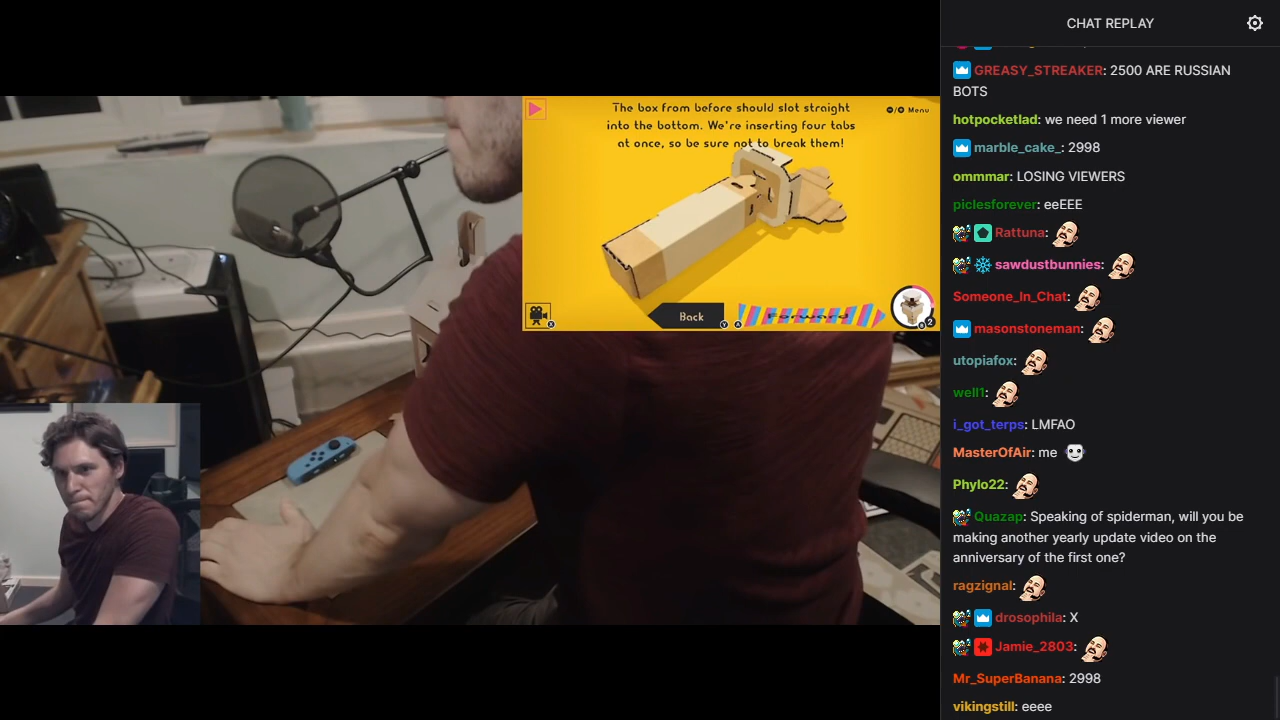 The box from before should slot straight
into the bottom. We're inserting four tabs
at once, so be sure not to break them!
Menu
Back
Forward
CHAT REPLAY
GREASY_STREAKER: 2500 ARE RUSSIAN
BOTS
hotpocketlad: we need 1 more viewer
marble_cake_: 2998
ommmar: LOSING VIEWERS
piclesforever: eeEEE
Rattuna:
sawdustbunnies:
Someone_In_Chat:
masonstoneman:
utopiafox:
well1:
i_got_terps: LMFAO
MasterOfAir: me
Phylo22:
Quazap: Speaking of spiderman, will you be
making another yearly update video on the
anniversary of the first one?
ragzignal:
drosophila: X
Jamie_2803:
Mr_SuperBanana: 2998
vikingstill: eeee